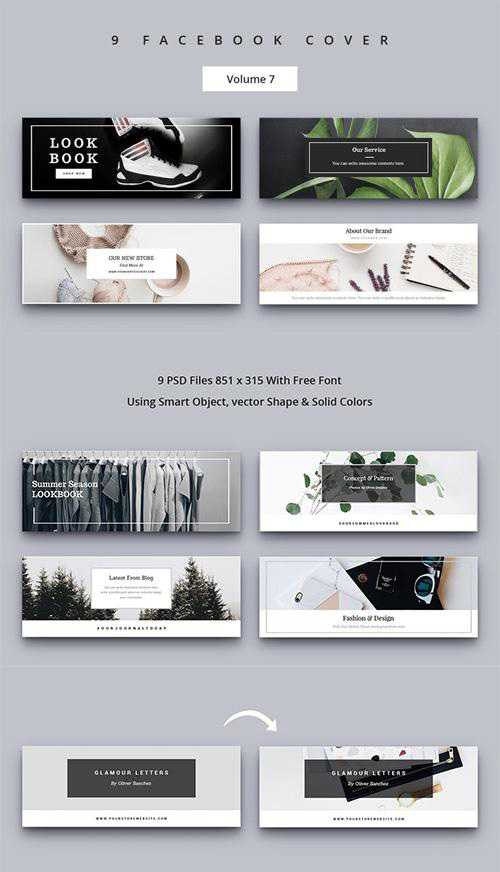 9 FACEBOOK COVER
Volume 7
LOOK
BOOK
SHOP NOW
Our Service
You can write awesome contents here
OUR NEW STORE
Find More At
WWW.YOURWEBSITEHERE.COM
About Our Brand
9 PSD Files 851 x 315 With Free Font
Using Smart Object, vector Shape & Solid Colors
Summer Season
LOOKBOOK
Concept & Pattern
Photos By Oliver Sanchez
YOURSUMMERLOVERAGE
Latest From Blog
YOURJOURNALTODAY
Fashion & Design
GLAMOUR LETTERS
By Oliver Sanchez
WWW.YOURSTOREWEBSITE.COM
GLAMOUR LETTERS
By Oliver Sanchez
WWW.YOURSTOREWEBSITE.COM